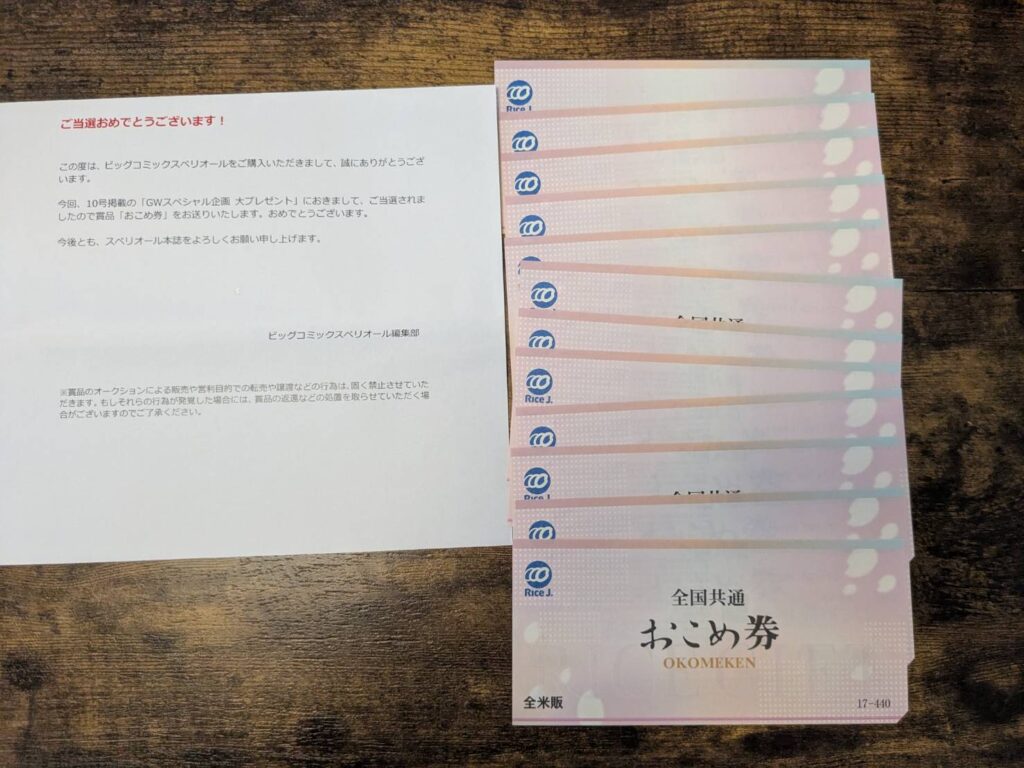 ご当選おめでとうございます！
この度は、ビッグコミックスペリオールをご購入いただきまして、誠にありがとうござ
います。
今回、10号掲載の「GWスペシャル企画 大プレゼント」におきまして、ご当選されま
したので賞品「おこめ券」をお送りいたします。おめでとうございます。
今後とも、スペリオール本誌をよろしくお願い申し上げます。
ビッグコミックスペリオール編集部
※賞品のオークションによる販売や営利目的での転売や譲渡などの行為は、固く禁止させていた
だきます。もしそれらの行為が発覚した場合には、賞品の返還などの処置を取らせていただく場
合がございますのでご了承ください。
Rice J.
全国共通
Rice J.
Rice J.
全国共通
Rice J.
全国共通
おこめ券
OKOMEKEN
全米販
17-440